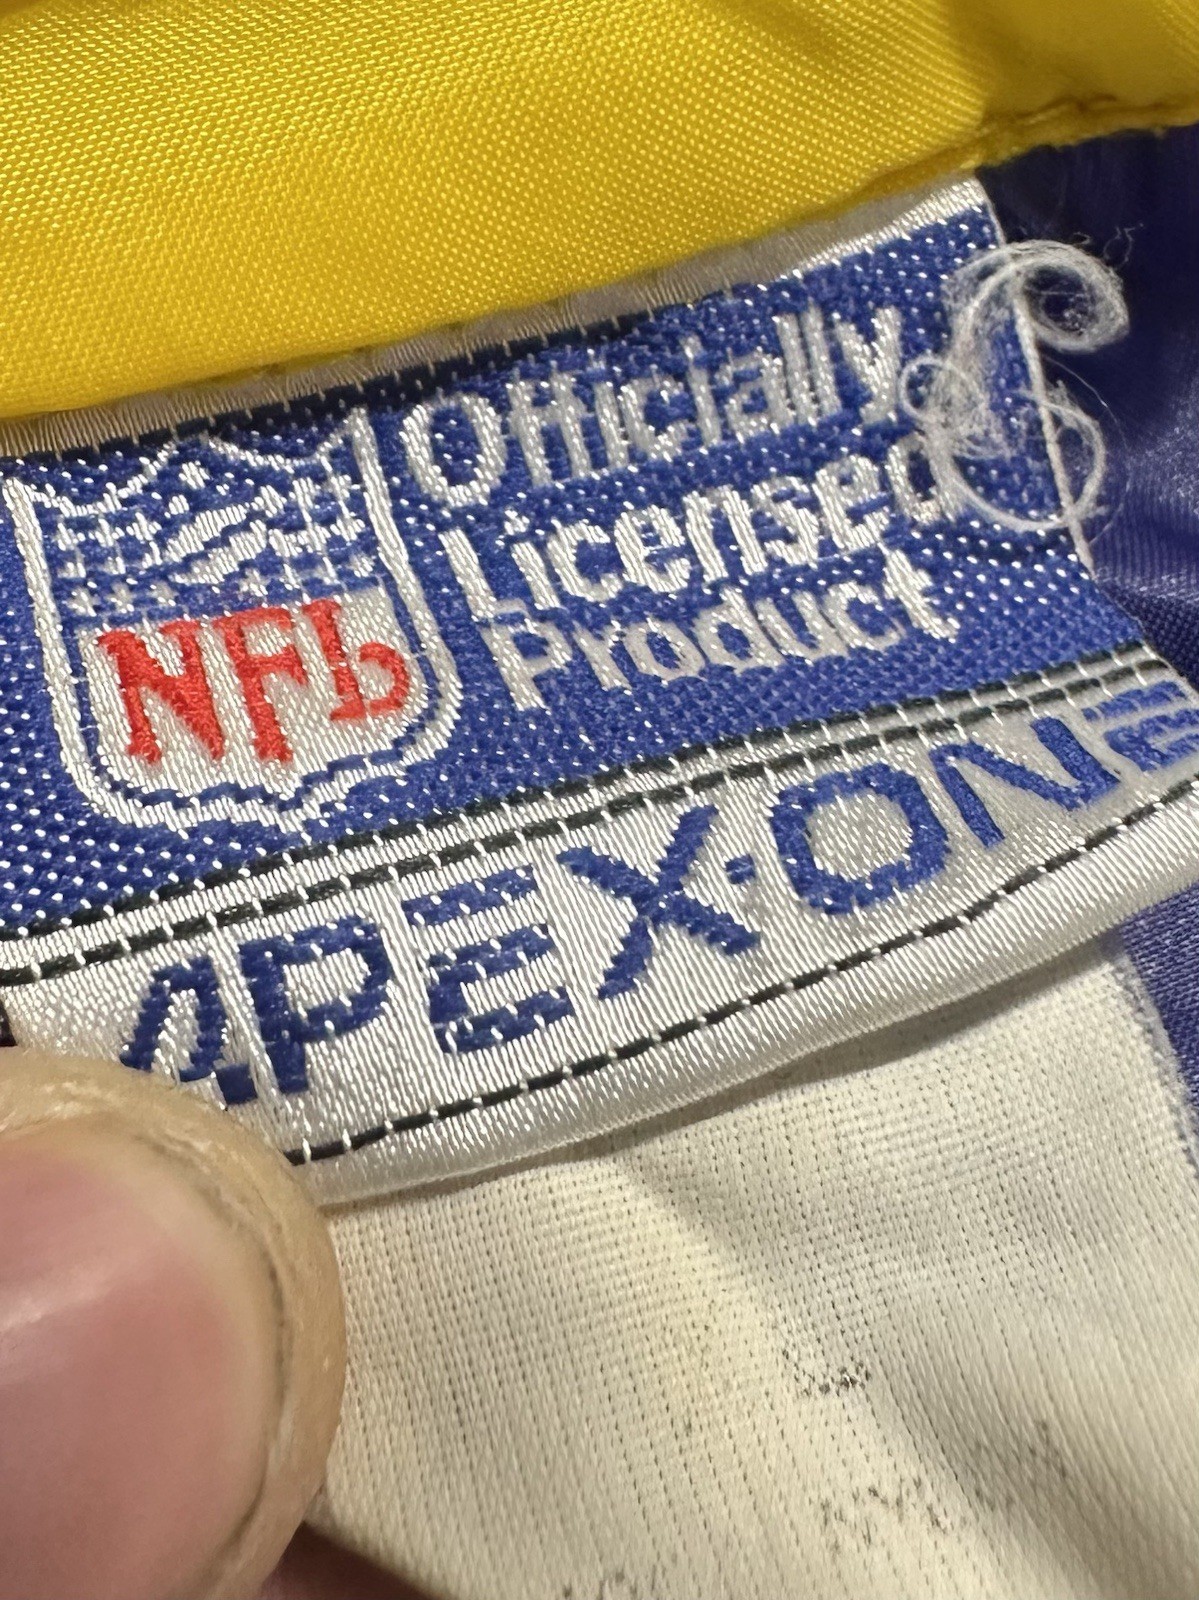 NFL
Officially
Licensed
Product
APEX·ONE